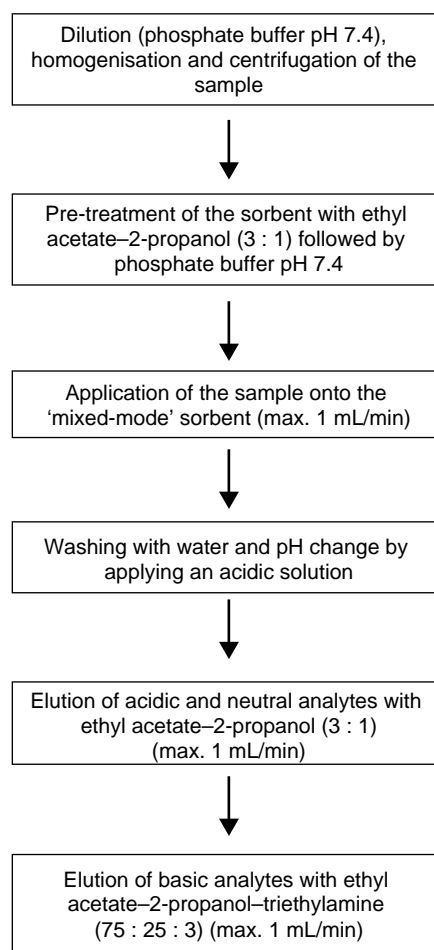 Dilution (phosphate buffer pH 7.4),
homogenisation and centrifugation of the
sample
Pre-treatment of the sorbent with ethyl
acetate–2-propanol (3 : 1) followed by
phosphate buffer pH 7.4
Application of the sample onto the
‘mixed-mode’ sorbent (max. 1 mL/min)
Washing with water and pH change by
applying an acidic solution
Elution of acidic and neutral analytes with
ethyl acetate–2-propanol (3 : 1)
(max. 1 mL/min)
Elution of basic analytes with ethyl
acetate–2-propanol–triethylamine
(75 : 25 : 3) (max. 1 mL/min)